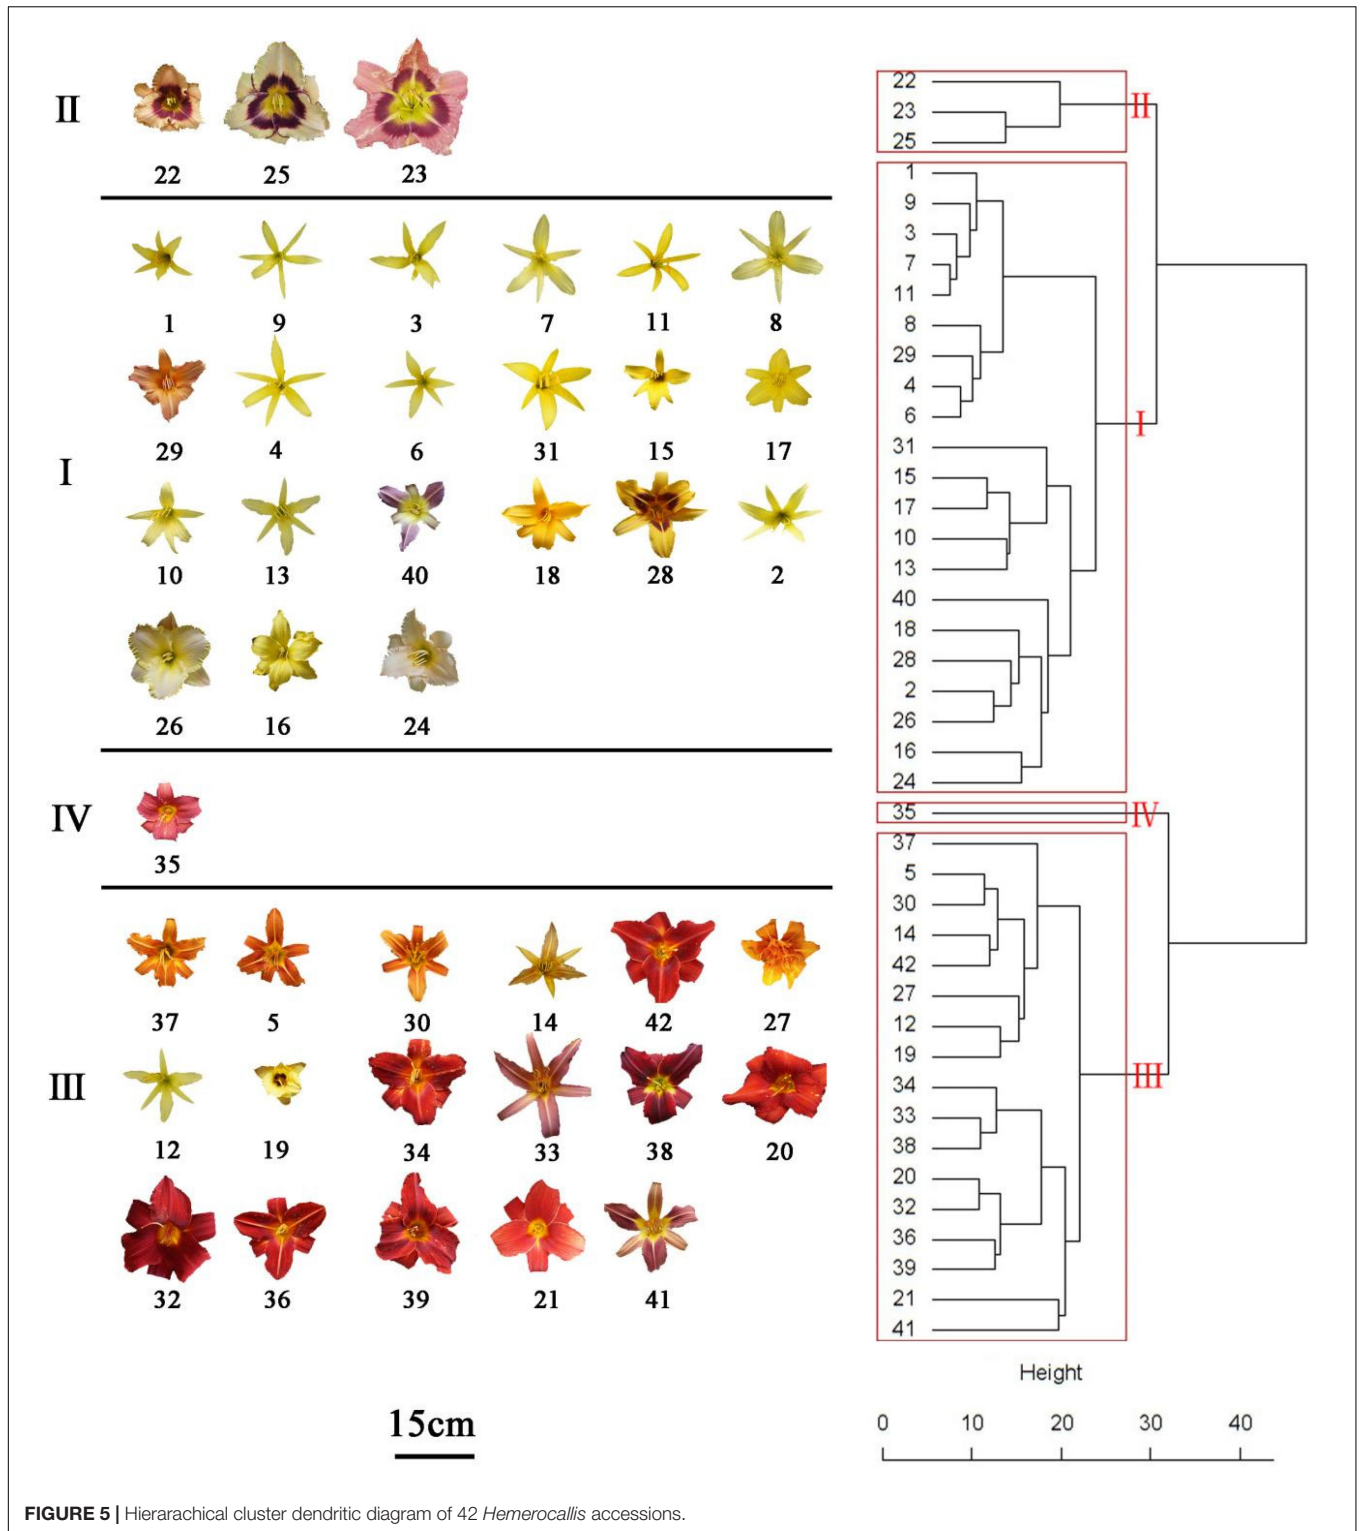 II
22 25 23
1 9 3 7 11 8
29 4 6 31 15 17
I
10 13 40 18 28 2
26 16 24
IV
35
37 5 30 14 42 27
III
12 19 34 33 38 20
32 36 39 21 41
15cm
22
II
23
25
1
9
3
7
11
8
29
4
6
I
31
15
17
10
13
40
18
28
2
26
16
24
35 IV
37
5
30
14
42
27
12
19
III
34
33
38
20
32
36
39
21
41
Height
0 10 20 30 40
FIGURE 5 | Hierarachical cluster dendritic diagram of 42 Hemerocallis accessions.